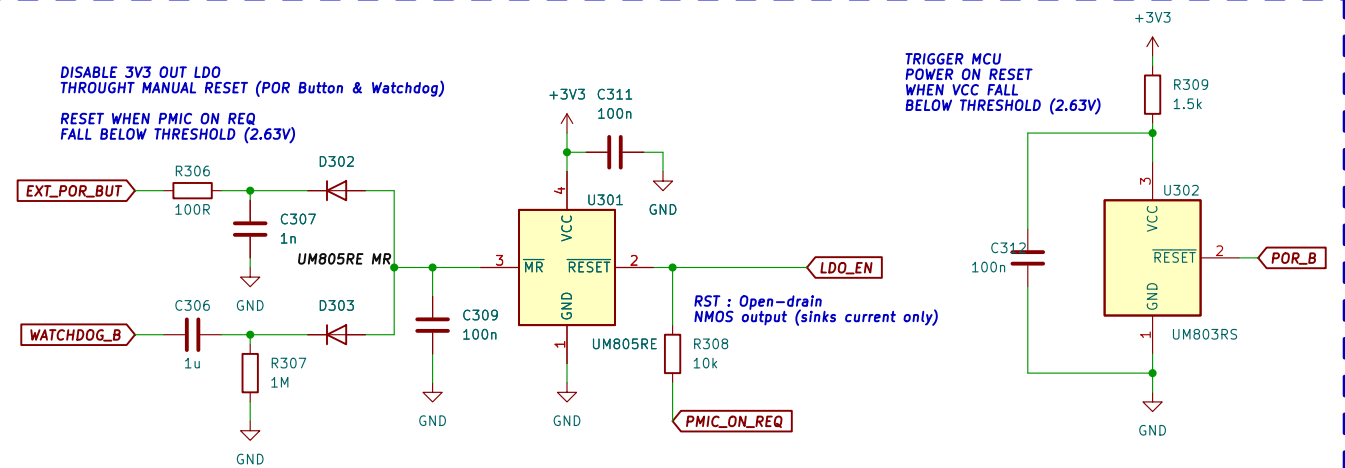 +3V3
TRIGGER MCU
POWER ON RESET
WHEN VCC FALL
BELOW THRESHOLD (2.63V)
R309
1.5k
DISABLE 3V3 OUT LDO
THROUGHT MANUAL RESET (POR Button & Watchdog)
RESET WHEN PMIC ON REQ
FALL BELOW THRESHOLD (2.63V)
+3V3
C311
100n
GND
EXT_POR_BUT
R306
100R
D302
C307
1n
GND
UM805RE MR
WATCHDOG_B
C306
1u
D303
R307
1M
GND
C309
100n
GND
U301
4
VCC
3
MR
RESET
2
GND
1
UM805RE
GND
LDO_EN
RST : Open-drain
NMOS output (sinks current only)
R308
10k
PMIC_ON_REQ
C312
100n
3
U302
VCC
RESET
2
POR_B
GND
1
UM803RS
GND